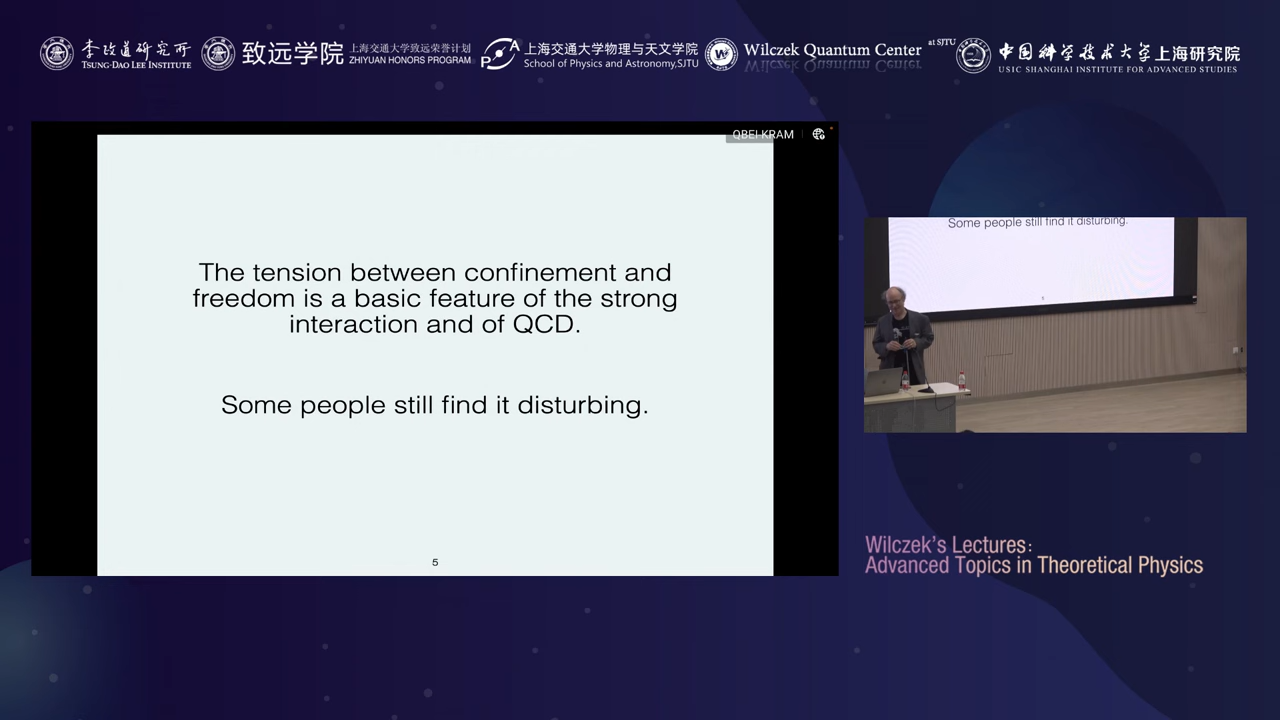 李政道研究所
TSUNG-DAO LEE INSTITUTE
致远学院
上海交通大学致远荣誉计划
ZHIYUAN HONORS PROGRAM
P A
上海交通大学物理与天文学院
School of Physics and Astronomy,SJTU
W
Wilczek Quantum Center
at SJTU
中国科学技术大学上海研究院
USTC SHANGHAI INSTITUTE FOR ADVANCED STUDIES
QBEI KRAM
The tension between confinement and
freedom is a basic feature of the strong
interaction and of QCD.
Some people still find it disturbing.
5
Some people still find it disturbing.
Wilczek's Lectures:
Advanced Topics in Theoretical Physics